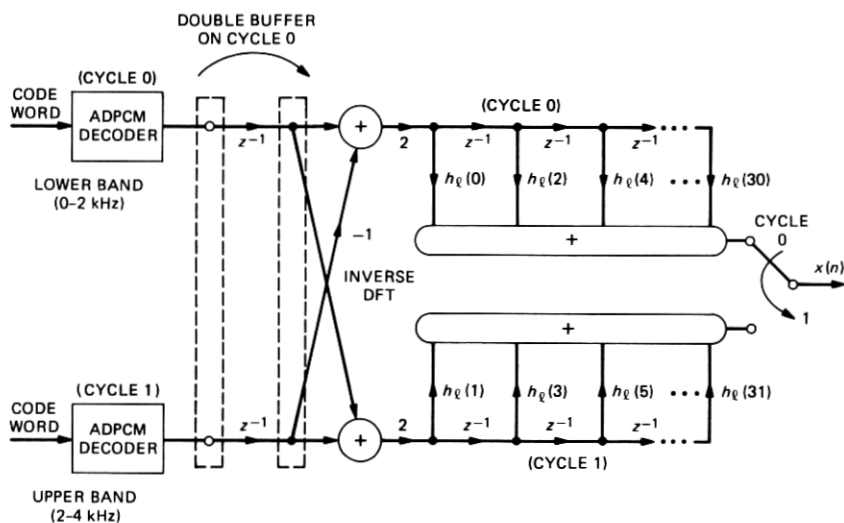 DOUBLE BUFFER
ON CYCLE 0
(CYCLE 0)
CODE
WORD
ADPCM
DECODER
LOWER BAND
(0–2 kHz)
z⁻¹
+
2
(CYCLE 0)
z⁻¹ z⁻¹ z⁻¹
hℓ(0) hℓ(2) hℓ(4) hℓ(30)
+
CYCLE
0
x(n)
1
−1
INVERSE
DFT
+
hℓ(1) hℓ(3) hℓ(5) hℓ(31)
(CYCLE 1)
CODE
WORD
ADPCM
DECODER
z⁻¹
+
2
z⁻¹ z⁻¹ z⁻¹
(CYCLE 1)
UPPER BAND
(2–4 kHz)